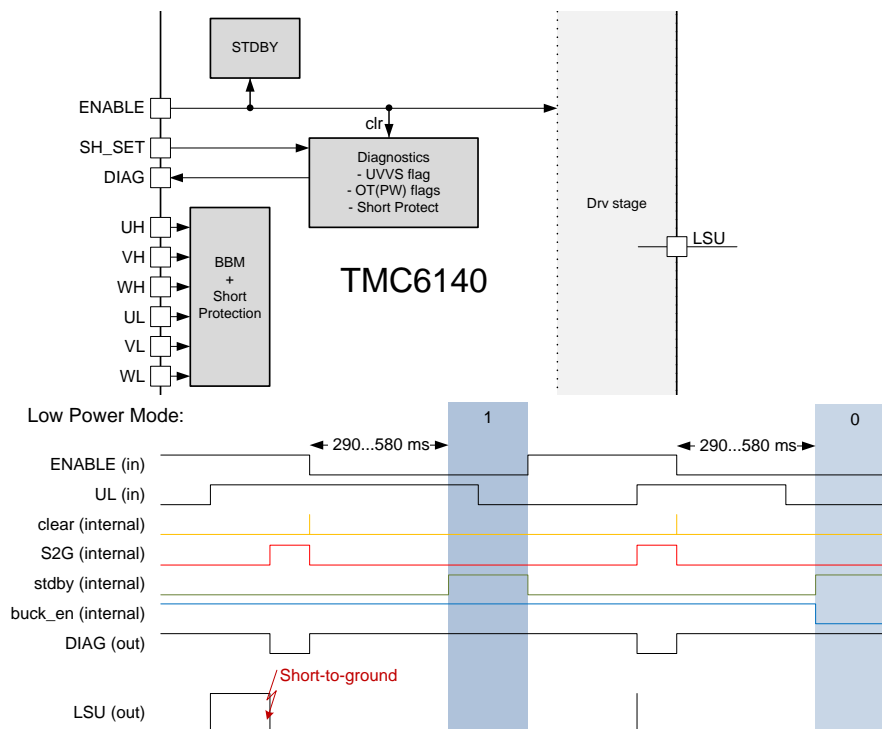 STDBY
ENABLE
clr
SH_SET
DIAG
Diagnostics
- UVVS flag
- OT(PW) flags
- Short Protect
Drv stage
UH
VH
WH
UL
VL
WL
BBM
+
Short
Protection
TMC6140
LSU
Low Power Mode:
1
0
290...580 ms
290...580 ms
ENABLE (in)
UL (in)
clear (internal)
S2G (internal)
stdby (internal)
buck_en (internal)
DIAG (out)
Short-to-ground
LSU (out)